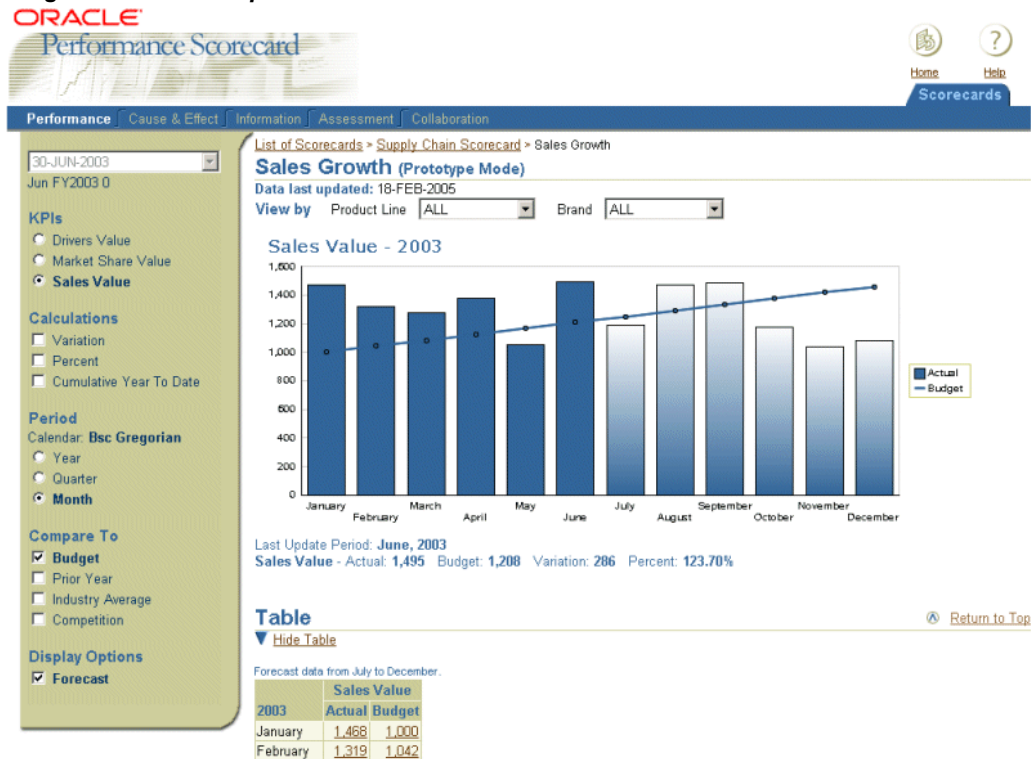 ORACLE
Performance Scorecard
Home Help
Scorecards
Performance Cause & Effect Information Assessment Collaboration
30-JUN-2003
Jun FY2003 0
KPIs
Drivers Value
Market Share Value
Sales Value
Calculations
Variation
Percent
Cumulative Year To Date
Period
Calendar: Bsc Gregorian
Year
Quarter
Month
Compare To
Budget
Prior Year
Industry Average
Competition
Display Options
Forecast
List of Scorecards > Supply Chain Scorecard > Sales Growth
Sales Growth (Prototype Mode)
Data last updated: 18-FEB-2005
View by Product Line ALL Brand ALL
Sales Value - 2003
1,600
1,400
1,200
1,000
800
600
400
200
0
January February March April May June July August September October November December
Actual
Budget
Last Update Period: June, 2003
Sales Value - Actual: 1,495 Budget: 1,208 Variation: 286 Percent: 123.70%
Table
Return to Top
Hide Table
Forecast data from July to December.
Sales Value
2003 Actual Budget
January 1,468 1,000
February 1,319 1,042